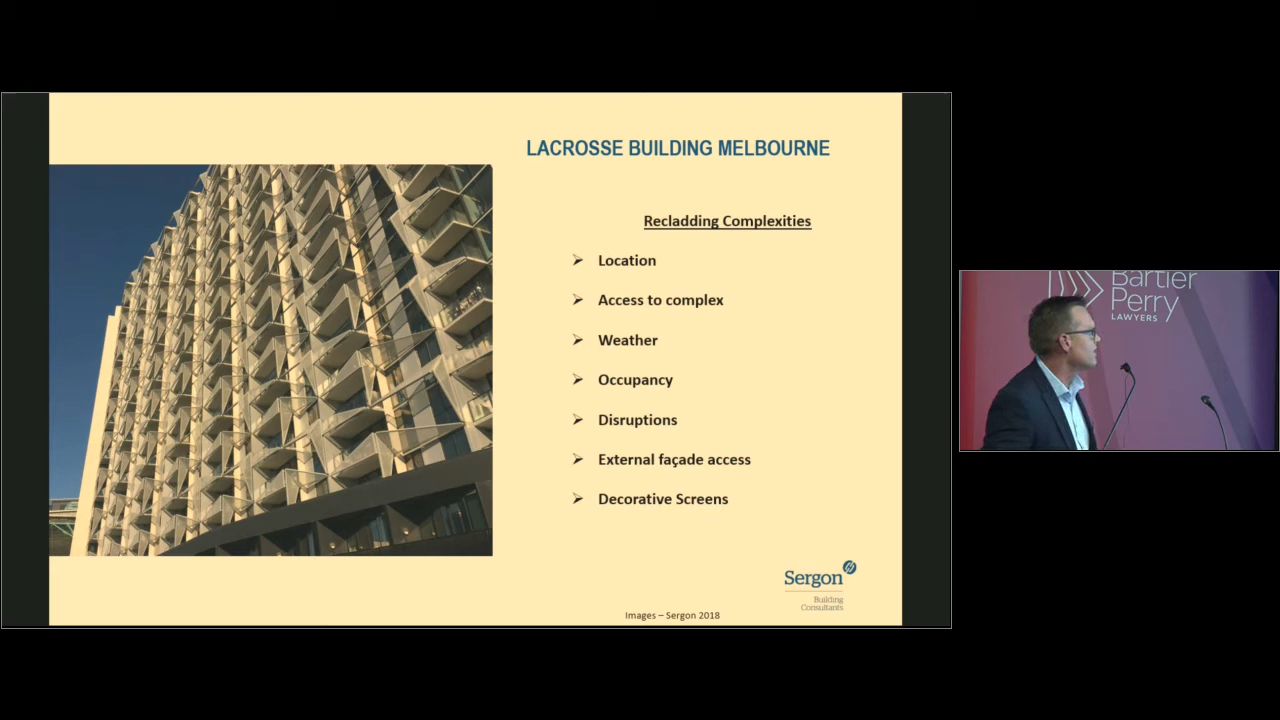 LACROSSE BUILDING MELBOURNE
Recladding Complexities
➢ Location
➢ Access to complex
➢ Weather
➢ Occupancy
➢ Disruptions
➢ External façade access
➢ Decorative Screens
Sergon
Building
Consultants
Images – Sergon 2018
Bartier
Perry
LAWYERS